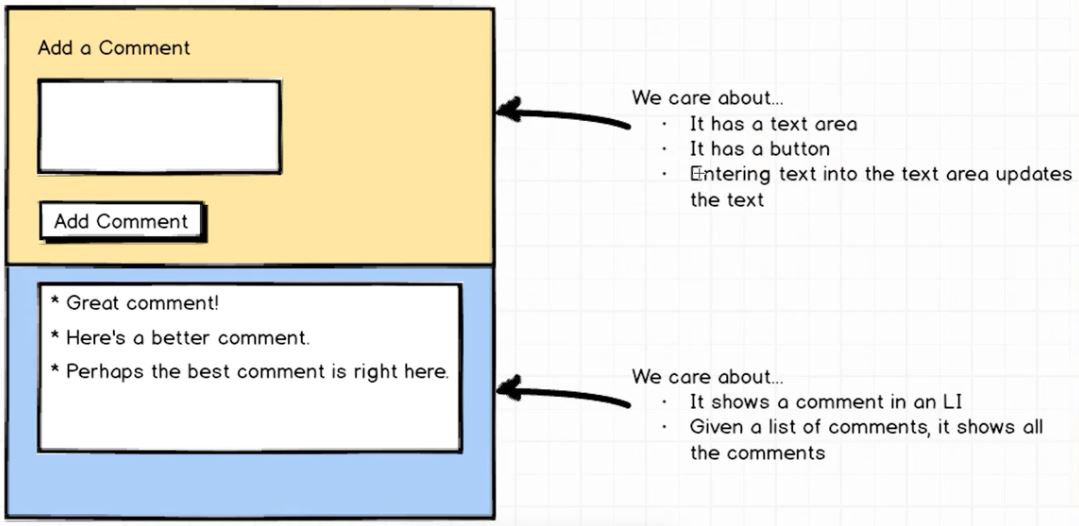 Add a Comment
Add Comment
* Great comment!
* Here's a better comment.
* Perhaps the best comment is right here.
We care about...
· It has a text area
· It has a button
· Entering text into the text area updates
the text
We care about...
· It shows a comment in an LI
· Given a list of comments, it shows all
the comments